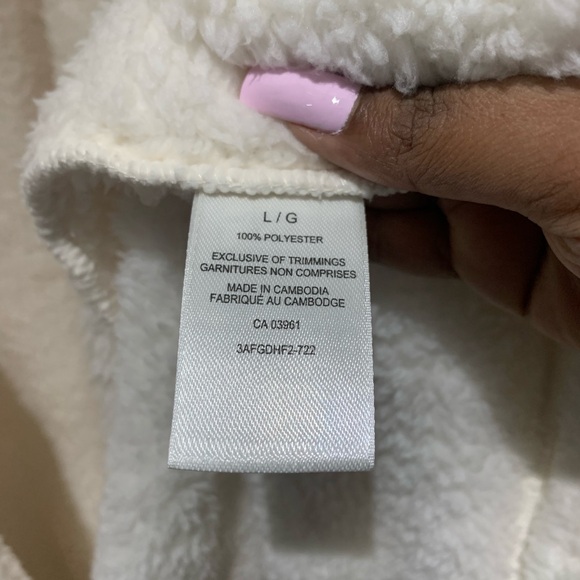 L / G
100% POLYESTER
EXCLUSIVE OF TRIMMINGS
GARNITURES NON COMPRISES
MADE IN CAMBODIA
FABRIQUÉ AU CAMBODGE
CA 03961
3AFGDHF2-722